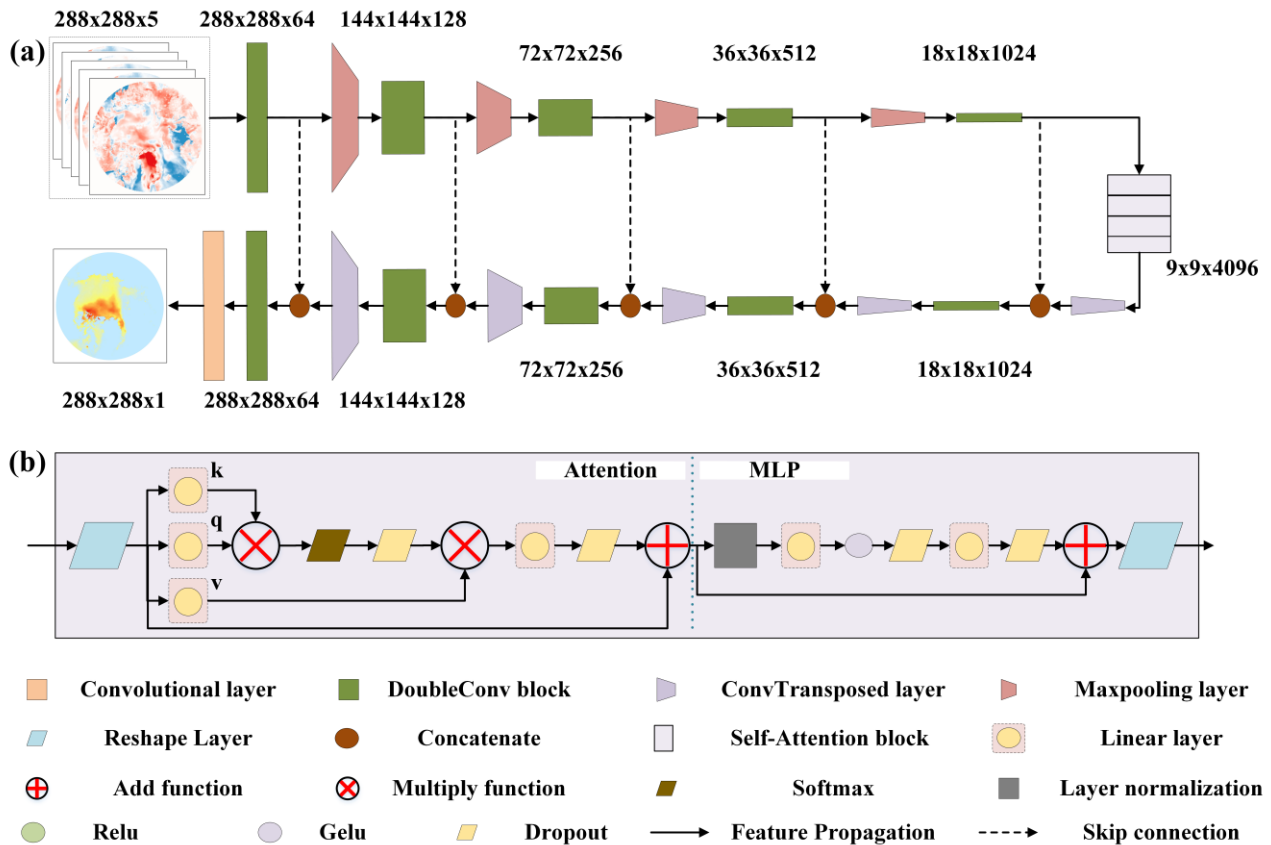 288x288x5 288x288x64 144x144x128
(a) 72x72x256 36x36x512 18x18x1024
9x9x4096
72x72x256 36x36x512 18x18x1024
288x288x1 288x288x64 144x144x128
(b) Attention MLP
k
q
v
Convolutional layer DoubleConv block ConvTransposed layer Maxpooling layer
Reshape Layer Concatenate Self-Attention block Linear layer
Add function Multiply function Softmax Layer normalization
Relu Gelu Dropout Feature Propagation Skip connection